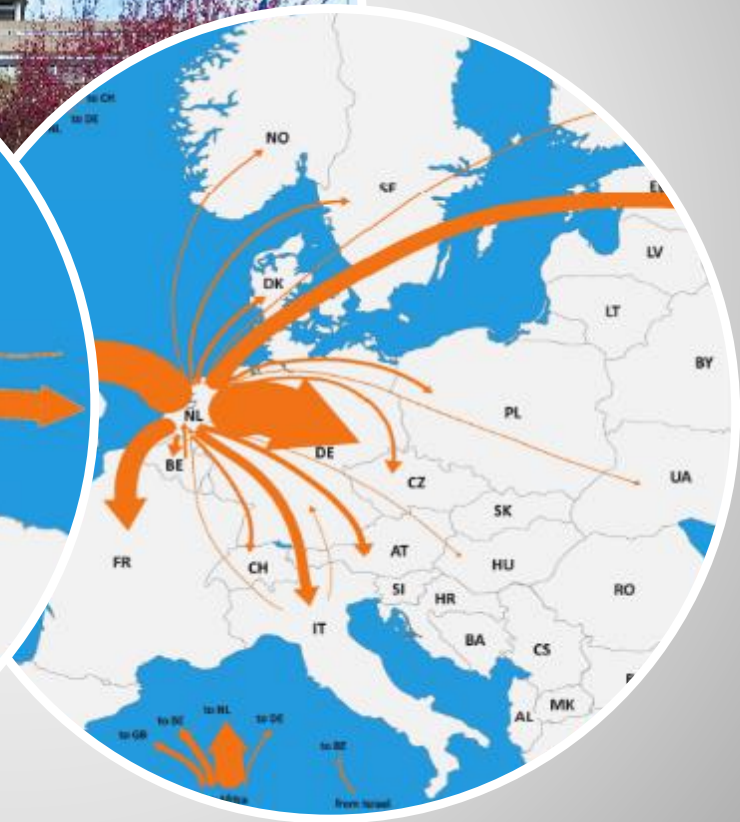 to CH
to DE
NO
SE
DK
LV
LT
BY
NL
PL
BE
DE
CZ
UA
SK
FR
CH
AT
HU
SI
HR
RO
IT
BA
CS
MK
AL
to NL
to BE
to DE
to GB
to BE
from Israel